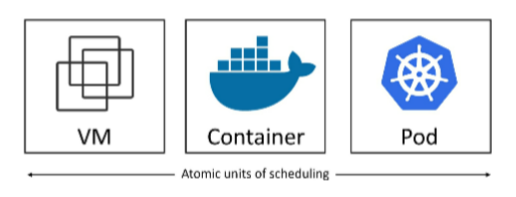 VM
Container
Pod
Atomic units of scheduling